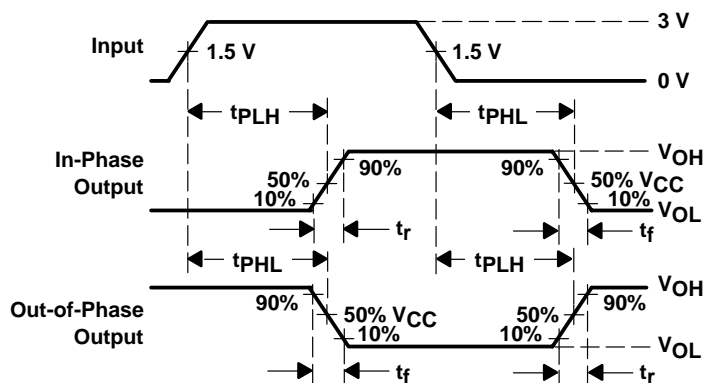 3 V
Input
1.5 V
1.5 V
0 V
tPLH
tPHL
In-Phase
Output
VOH
90%
90%
50%
50% VCC
10%
10%
VOL
tr
tf
tPHL
tPLH
Out-of-Phase
Output
VOH
90%
90%
50% VCC
50%
10%
10%
VOL
tf
tr